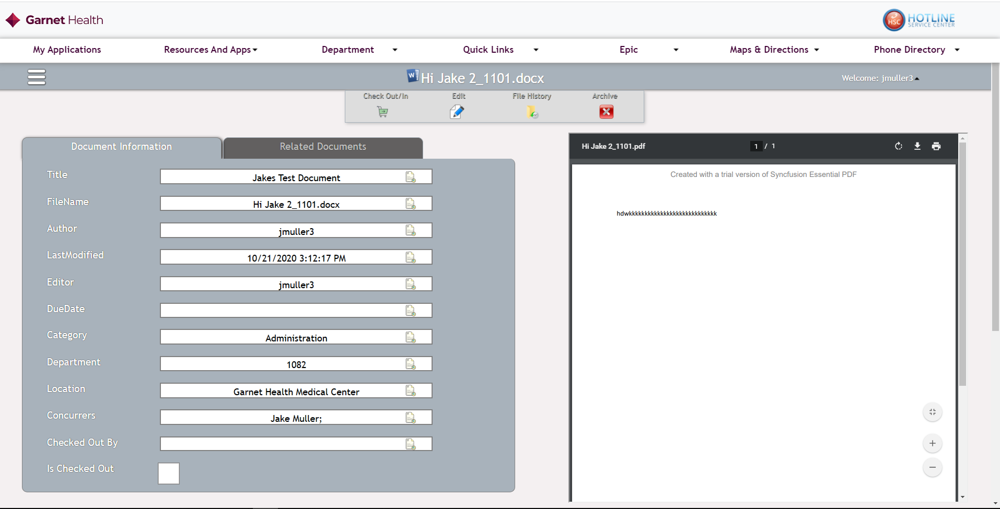 Garnet Health
HSC HOTLINE
SERVICE CENTER
My Applications Resources And Apps Department Quick Links Epic Maps & Directions Phone Directory
W Hi Jake 2_1101.docx Welcome: jmuller3
Check Out/In Edit File History Archive
Document Information Related Documents
Title Jakes Test Document
FileName Hi Jake 2_1101.docx
Author jmuller3
LastModified 10/21/2020 3:12:17 PM
Editor jmuller3
DueDate
Category Administration
Department 1082
Location Garnet Health Medical Center
Concurrers Jake Muller;
Checked Out By
Is Checked Out
Hi Jake 2_1101.pdf 1 / 1
Created with a trial version of Syncfusion Essential PDF